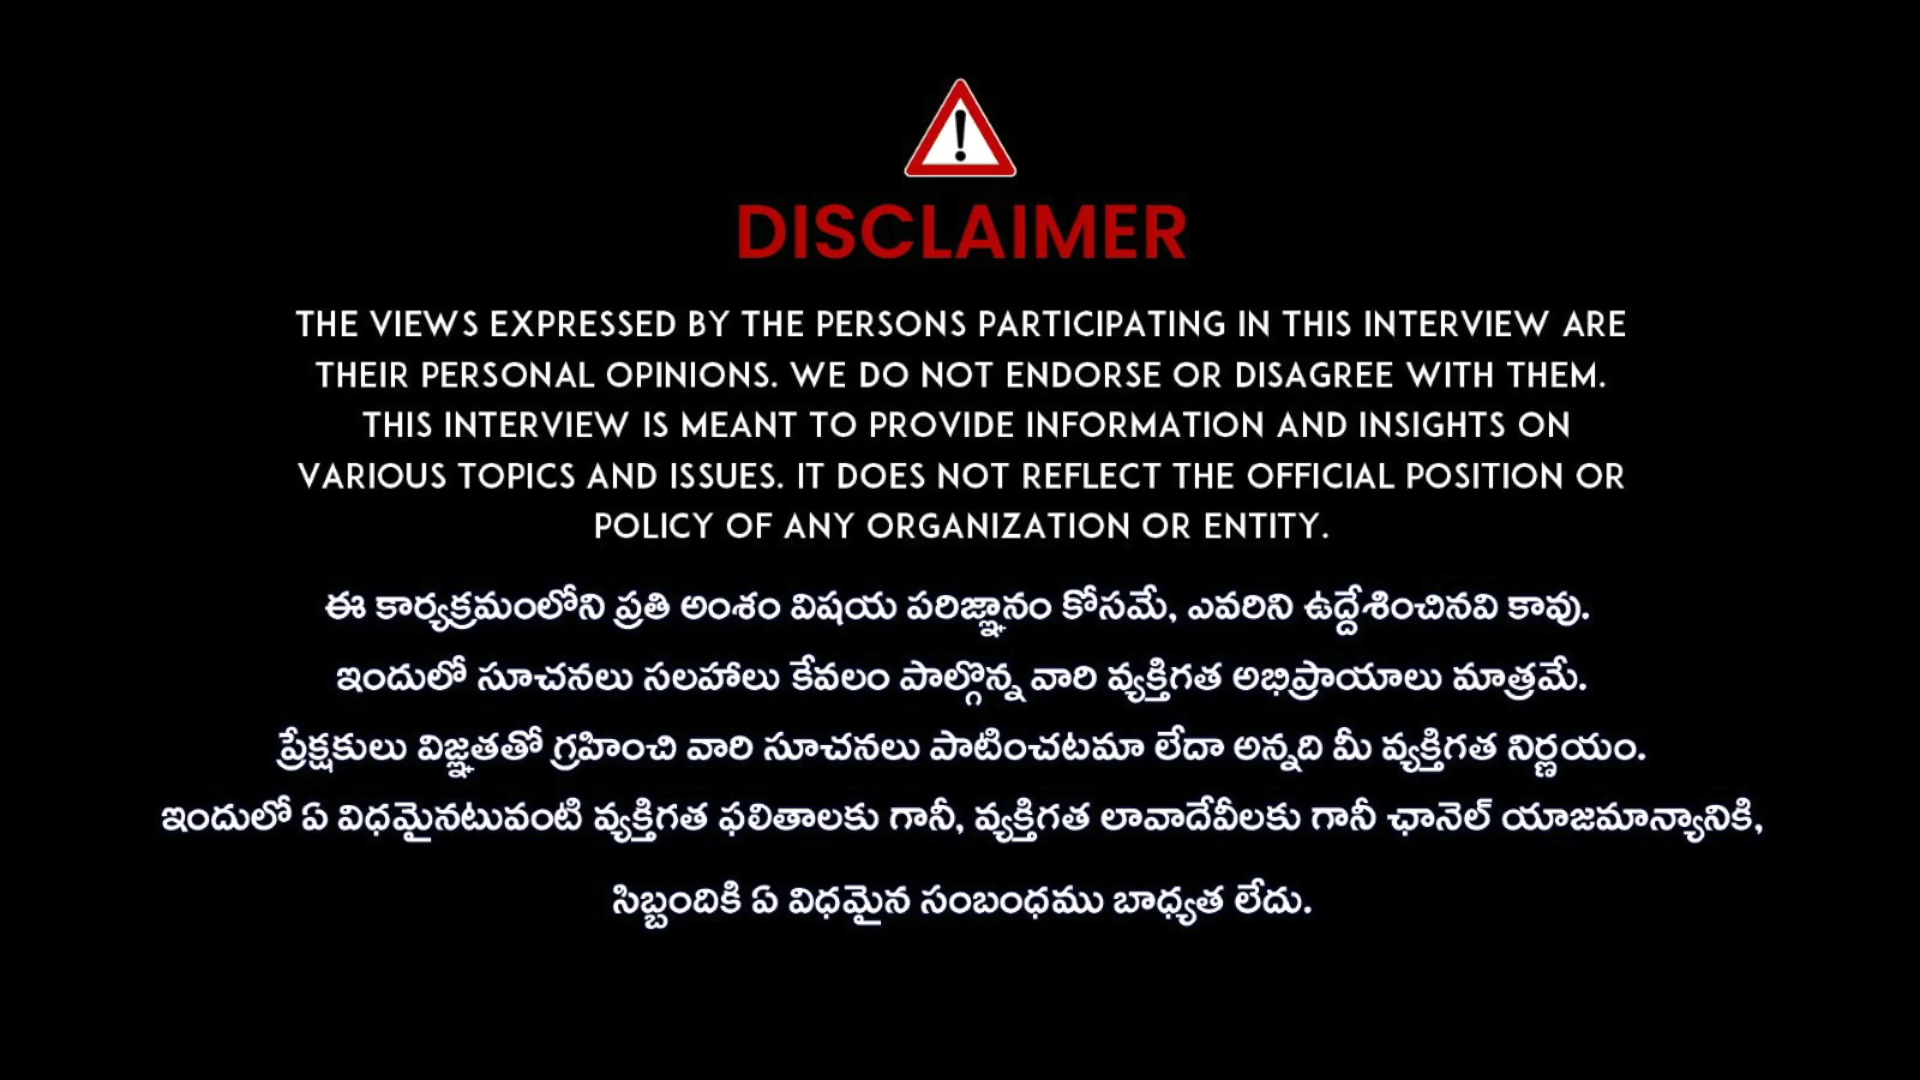 DISCLAIMER
THE VIEWS EXPRESSED BY THE PERSONS PARTICIPATING IN THIS INTERVIEW ARE
THEIR PERSONAL OPINIONS. WE DO NOT ENDORSE OR DISAGREE WITH THEM.
THIS INTERVIEW IS MEANT TO PROVIDE INFORMATION AND INSIGHTS ON
VARIOUS TOPICS AND ISSUES. IT DOES NOT REFLECT THE OFFICIAL POSITION OR
POLICY OF ANY ORGANIZATION OR ENTITY.
ఈ కార్యక్రమంలోని ప్రతి అంశం విషయ పరిజ్ఞానం కోసమే, ఎవరిని ఉద్దేశించినవి కావు.
ఇందులో సూచనలు సలహాలు కేవలం పాల్గొన్న వారి వ్యక్తిగత అభిప్రాయాలు మాత్రమే.
ప్రేక్షకులు విజ్ఞతతో గ్రహించి వారి సూచనలు పాటించటమా లేదా అన్నది మీ వ్యక్తిగత నిర్ణయం.
ఇందులో ఏ విధమైనటువంటి వ్యక్తిగత ఫలితాలకు గానీ, వ్యక్తిగత లావాదేవీలకు గానీ ఛానెల్ యాజమాన్యానికి,
సిబ్బందికి ఏ విధమైన సంబంధము బాధ్యత లేదు.